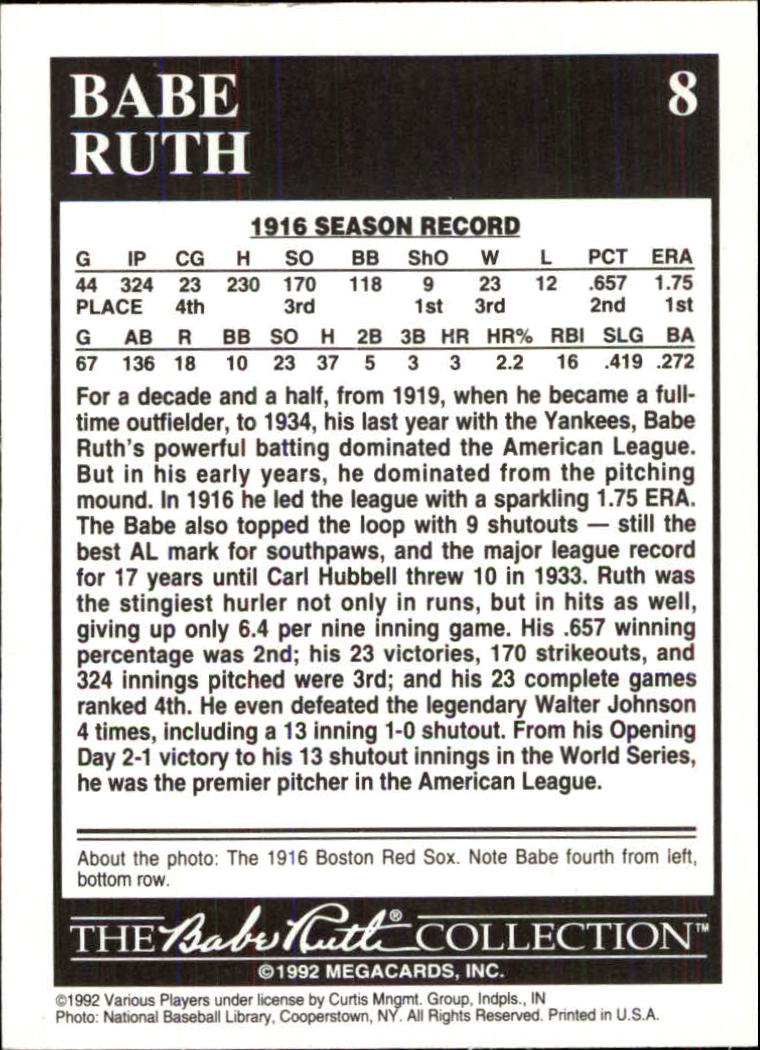 BABE
RUTH
8
1916 SEASON RECORD
G IP CG H SO BB ShO W L PCT ERA
44 324 23 230 170 118 9 23 12 .657 1.75
PLACE 4th 3rd 1st 3rd 2nd 1st
G AB R BB SO H 2B 3B HR HR% RBI SLG BA
67 136 18 10 23 37 5 3 3 2.2 16 .419 .272
For a decade and a half, from 1919, when he became a full-
time outfielder, to 1934, his last year with the Yankees, Babe
Ruth's powerful batting dominated the American League.
But in his early years, he dominated from the pitching
mound. In 1916 he led the league with a sparkling 1.75 ERA.
The Babe also topped the loop with 9 shutouts — still the
best AL mark for southpaws, and the major league record
for 17 years until Carl Hubbell threw 10 in 1933. Ruth was
the stingiest hurler not only in runs, but in hits as well,
giving up only 6.4 per nine inning game. His .657 winning
percentage was 2nd; his 23 victories, 170 strikeouts, and
324 innings pitched were 3rd; and his 23 complete games
ranked 4th. He even defeated the legendary Walter Johnson
4 times, including a 13 inning 1-0 shutout. From his Opening
Day 2-1 victory to his 13 shutout innings in the World Series,
he was the premier pitcher in the American League.
About the photo: The 1916 Boston Red Sox. Note Babe fourth from left,
bottom row.
THE Babe Ruth® COLLECTION™
©1992 MEGACARDS, INC.
©1992 Various Players under license by Curtis Mngmt. Group, Indpls., IN
Photo: National Baseball Library, Cooperstown, NY. All Rights Reserved. Printed in U.S.A.